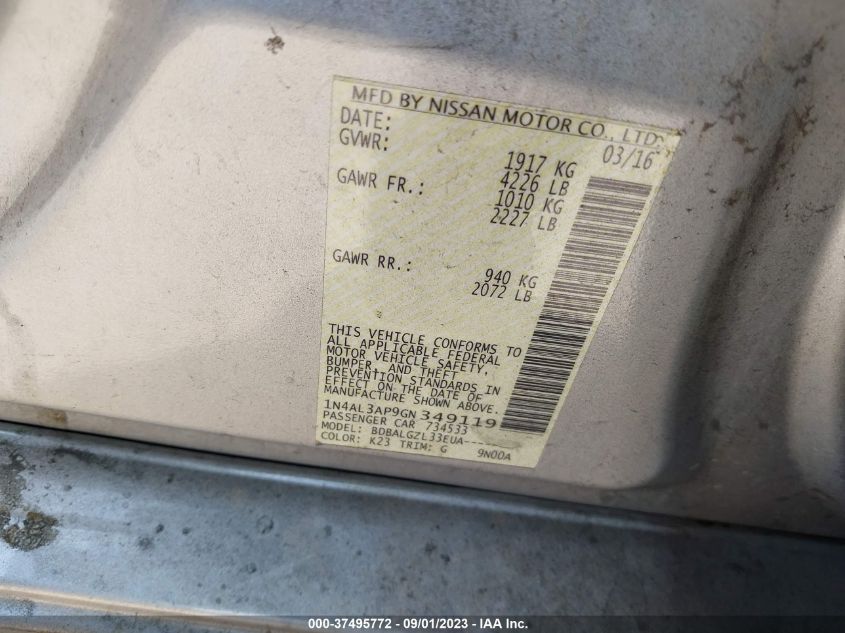 MFD BY NISSAN MOTOR CO., LTD.
DATE: 03/16
GVWR: 1917 KG
4226 LB
GAWR FR.: 1010 KG
2227 LB
GAWR RR.: 940 KG
2072 LB
THIS VEHICLE CONFORMS TO
ALL APPLICABLE FEDERAL
MOTOR VEHICLE SAFETY,
BUMPER, AND THEFT
PREVENTION STANDARDS IN
EFFECT ON THE DATE OF
MANUFACTURE SHOWN ABOVE.
1N4AL3AP9GN 349119
PASSENGER CAR 734533
MODEL: BDBALGZL33EUA-----
COLOR: K23 TRIM: G 9N00A
000-37495772 - 09/01/2023 - IAA Inc.